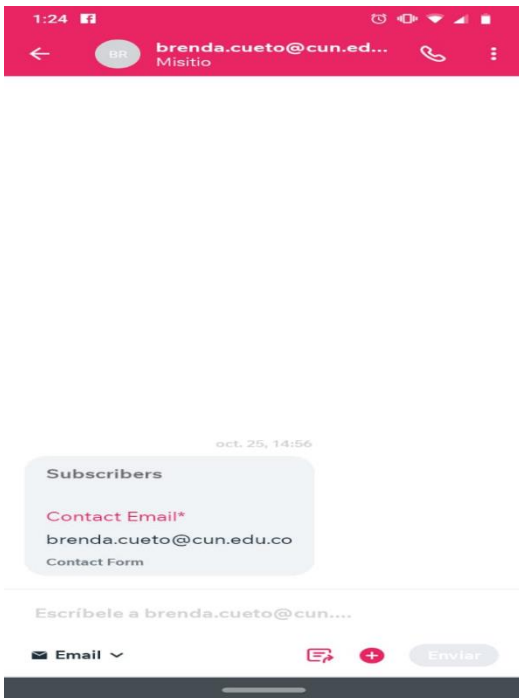 1:24
BR
brenda.cueto@cun.ed...
Misitio
oct. 25, 14:56
Subscribers
Contact Email*
brenda.cueto@cun.edu.co
Contact Form
Escríbele a brenda.cueto@cun....
Email
Enviar